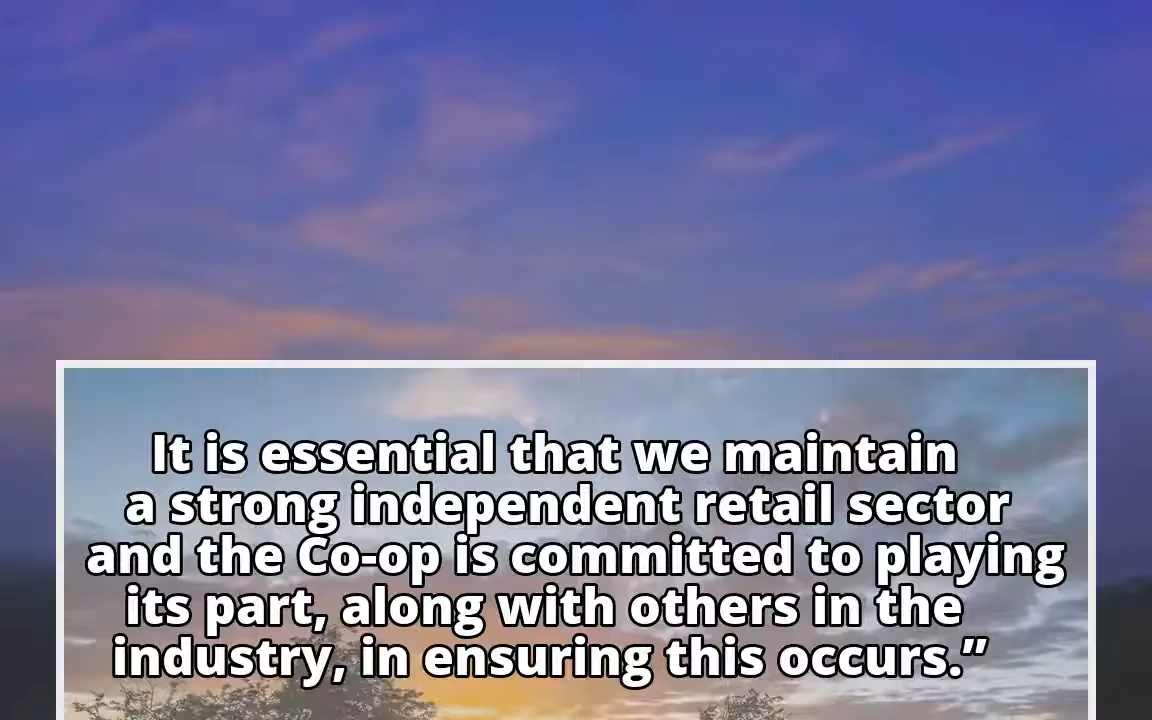 It is essential that we maintain
a strong independent retail sector
and the Co-op is committed to playing
its part, along with others in the
industry, in ensuring this occurs.”